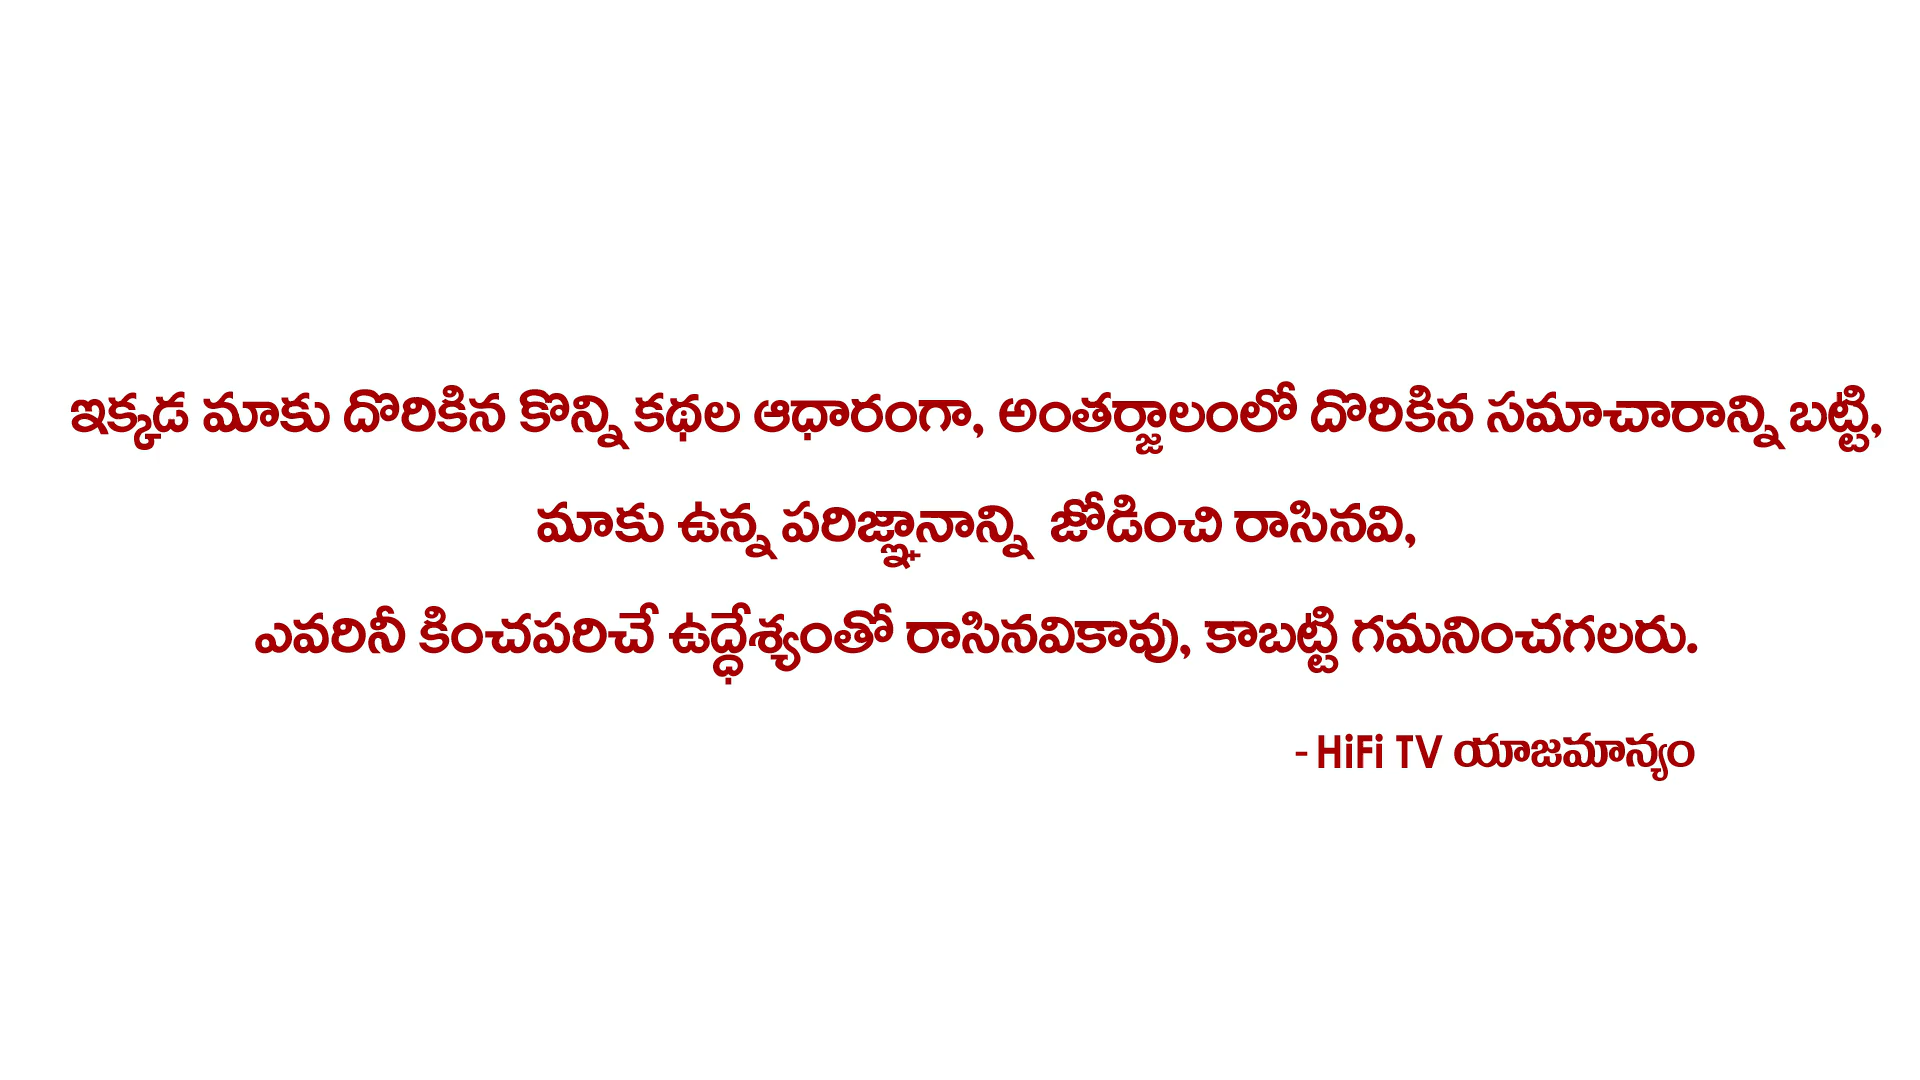 ఇక్కడ మాకు దొరికిన కొన్ని కథల ఆధారంగా, అంతర్జాలంలో దొరికిన సమాచారాన్ని బట్టి,
మాకు ఉన్న పరిజ్ఞానాన్ని జోడించి రాసినవి,
ఎవరినీ కించపరిచే ఉద్ధేశ్యంతో రాసినవికావు, కాబట్టి గమనించగలరు.
- HiFi TV యాజమాన్యం